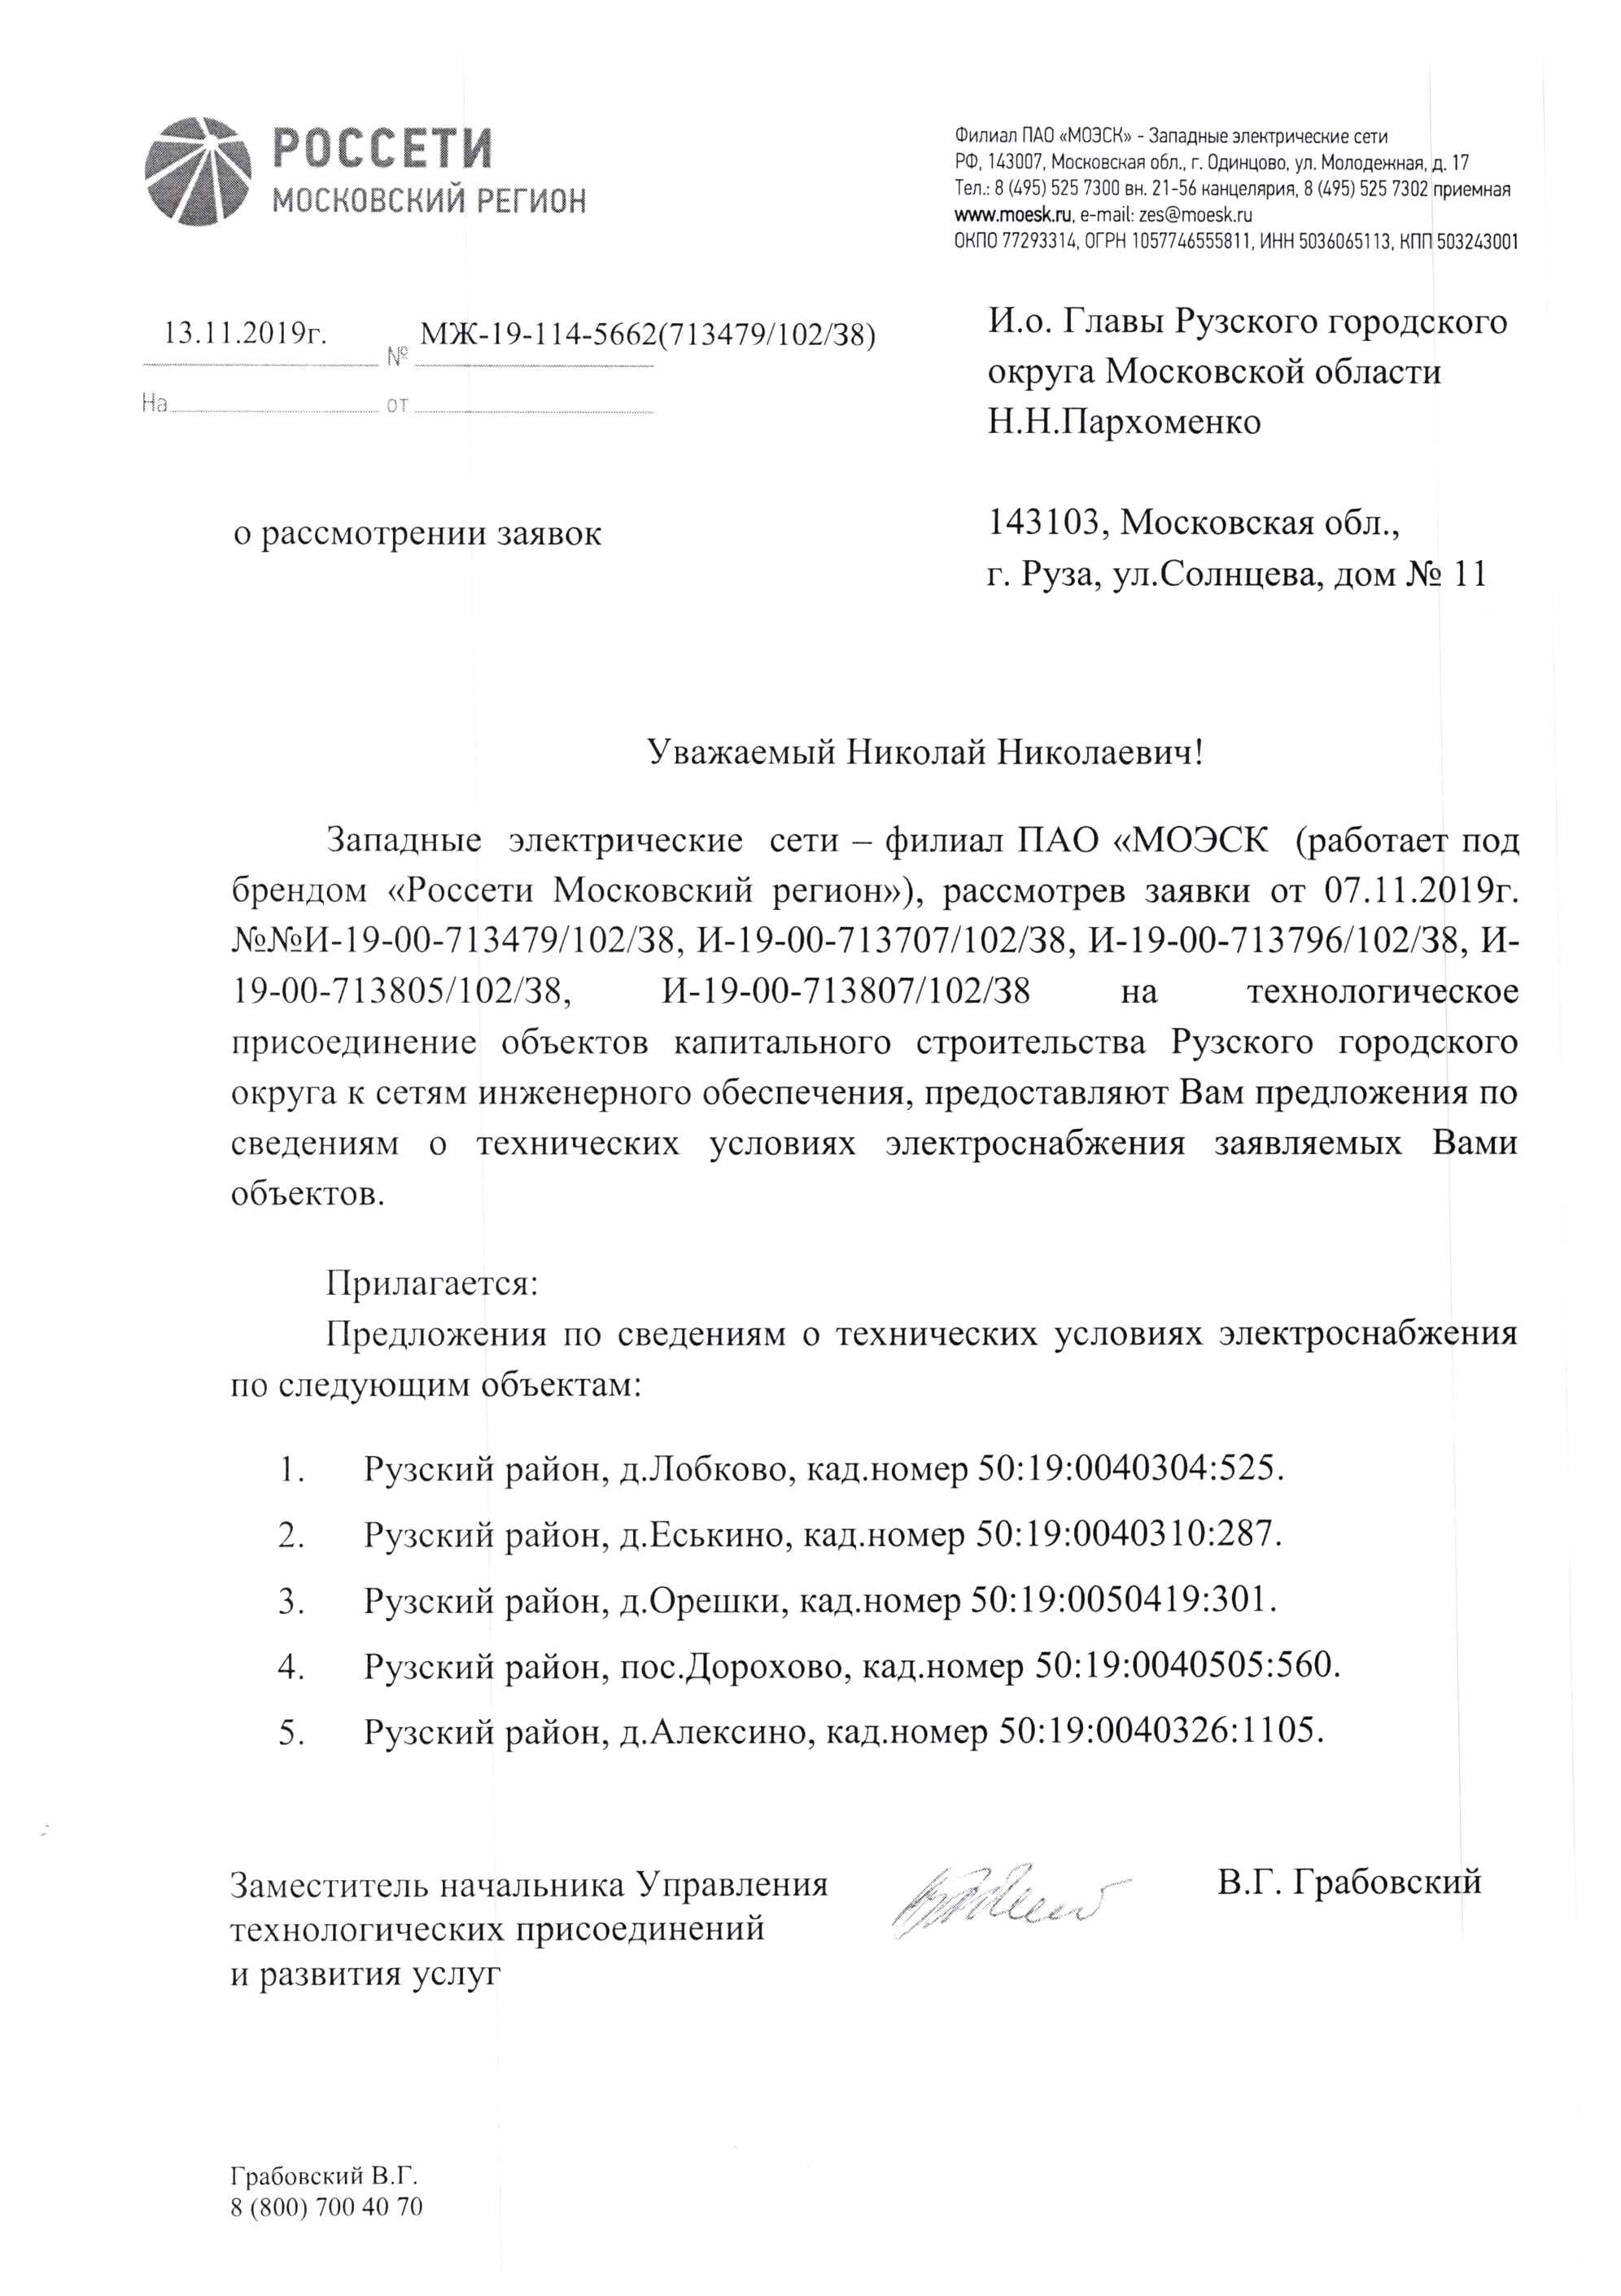 РОССЕТИ
МОСКОВСКИЙ РЕГИОН
Филиал ПАО «МОЭСК» - Западные электрические сети
РФ, 143007, Московская обл., г. Одинцово, ул. Молодежная, д. 17
Тел.: 8 (495) 525 7300 вн. 21-56 канцелярия, 8 (495) 525 7302 приемная
www.moesk.ru, e-mail: zes@moesk.ru
ОКПО 77293314, ОГРН 1057746555811, ИНН 5036065113, КПП 503243001
13.11.2019г. № МЖ-19-114-5662(713479/102/38)
На от
И.о. Главы Рузского городского
округа Московской области
Н.Н.Пархоменко
143103, Московская обл.,
г. Руза, ул.Солнцева, дом № 11
о рассмотрении заявок
Уважаемый Николай Николаевич!
Западные электрические сети – филиал ПАО «МОЭСК (работает под
брендом «Россети Московский регион»), рассмотрев заявки от 07.11.2019г.
№№И-19-00-713479/102/38, И-19-00-713707/102/38, И-19-00-713796/102/38, И-
19-00-713805/102/38, И-19-00-713807/102/38 на технологическое
присоединение объектов капитального строительства Рузского городского
округа к сетям инженерного обеспечения, предоставляют Вам предложения по
сведениям о технических условиях электроснабжения заявляемых Вами
объектов.
Прилагается:
Предложения по сведениям о технических условиях электроснабжения
по следующим объектам:
1. Рузский район, д.Лобково, кад.номер 50:19:0040304:525.
2. Рузский район, д.Еськино, кад.номер 50:19:0040310:287.
3. Рузский район, д.Орешки, кад.номер 50:19:0050419:301.
4. Рузский район, пос.Дорохово, кад.номер 50:19:0040505:560.
5. Рузский район, д.Алексино, кад.номер 50:19:0040326:1105.
Заместитель начальника Управления
технологических присоединений
и развития услуг
В.Г. Грабовский
Грабовский В.Г.
8 (800) 700 40 70